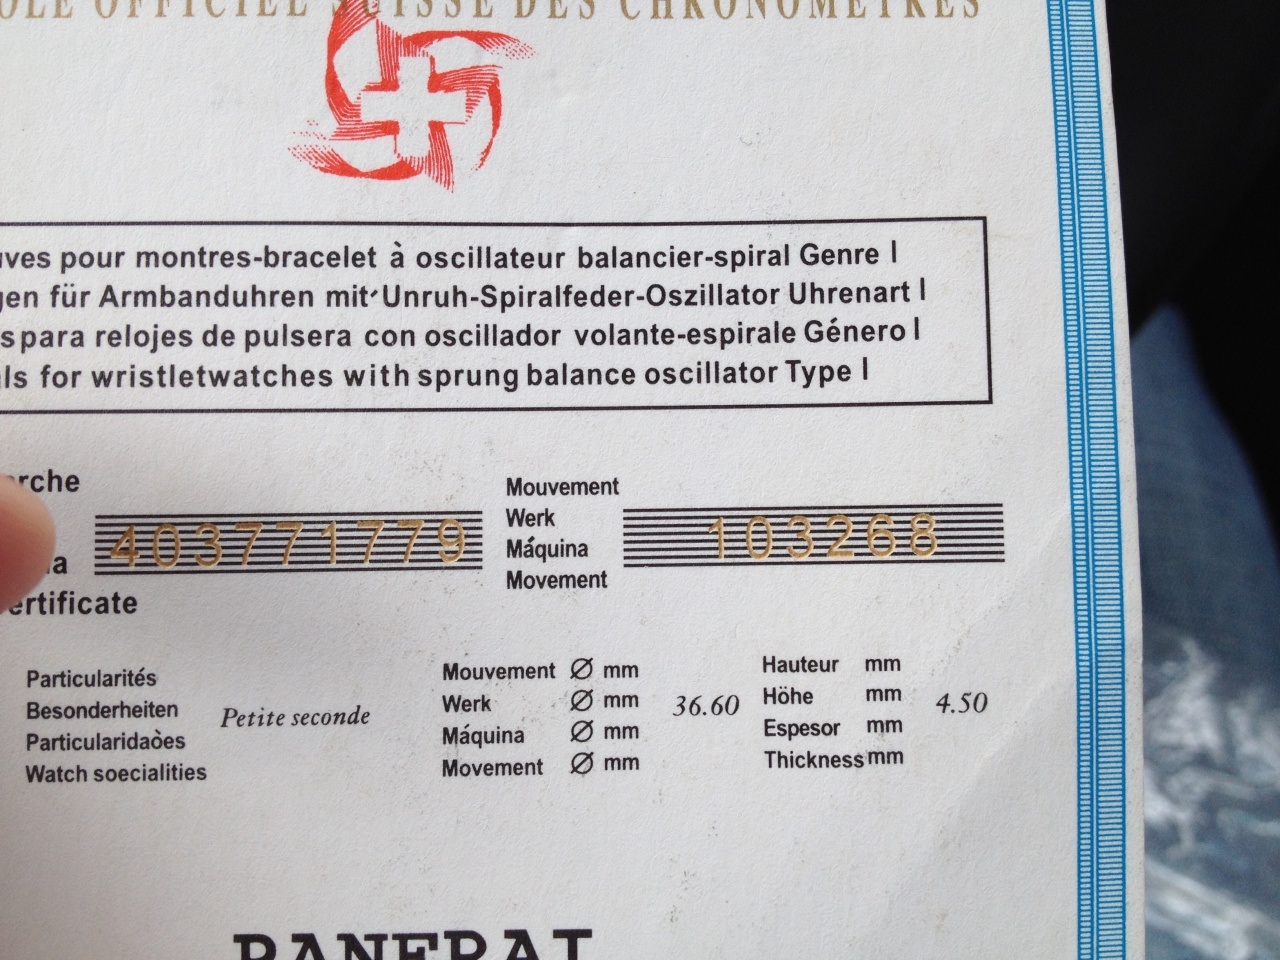 OLE OFFICIEL SUISSE DES CHRONOMETRES
uves pour montres-bracelet à oscillateur balancier-spiral Genre I
gen für Armbanduhren mit Unruh-Spiralfeder-Oszillator Uhrenart I
s para relojes de pulsera con oscillador volante-espirale Género I
ls for wristletwatches with sprung balance oscillator Type I
arche
403771779
a
ertificate
Mouvement
Werk
Máquina
Movement
103268
Particularités
Besonderheiten
Particularidaòes
Watch soecialities
Petite seconde
Mouvement Ø mm
Werk Ø mm
Máquina Ø mm
Movement Ø mm
36.60
Hauteur mm
Höhe mm
Espesor mm
Thickness mm
4.50
PANERAI